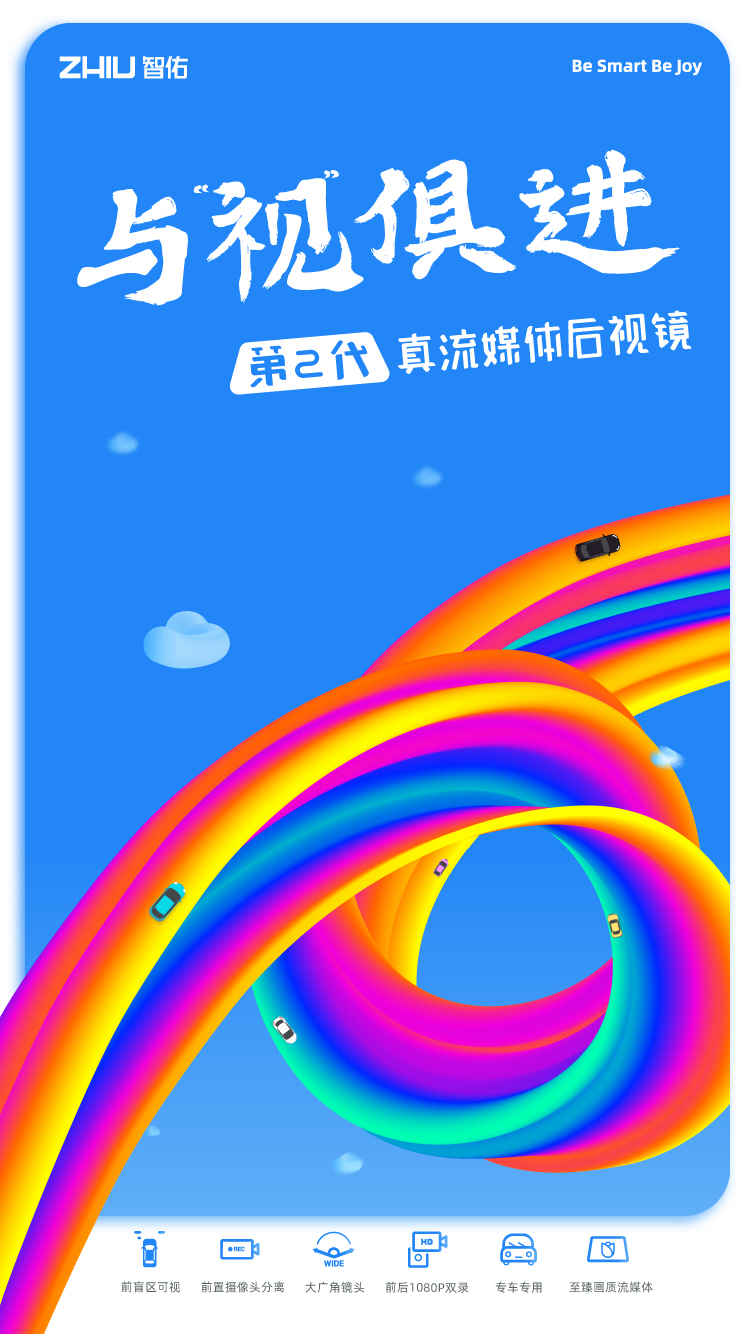 ZHIU 智佑
Be Smart Be Joy
与“视”俱进
第2代 真流媒体后视镜
REC
WIDE
HD
前盲区可视
前置摄像头分离
大广角镜头
前后1080P双录
专车专用
至臻画质流媒体